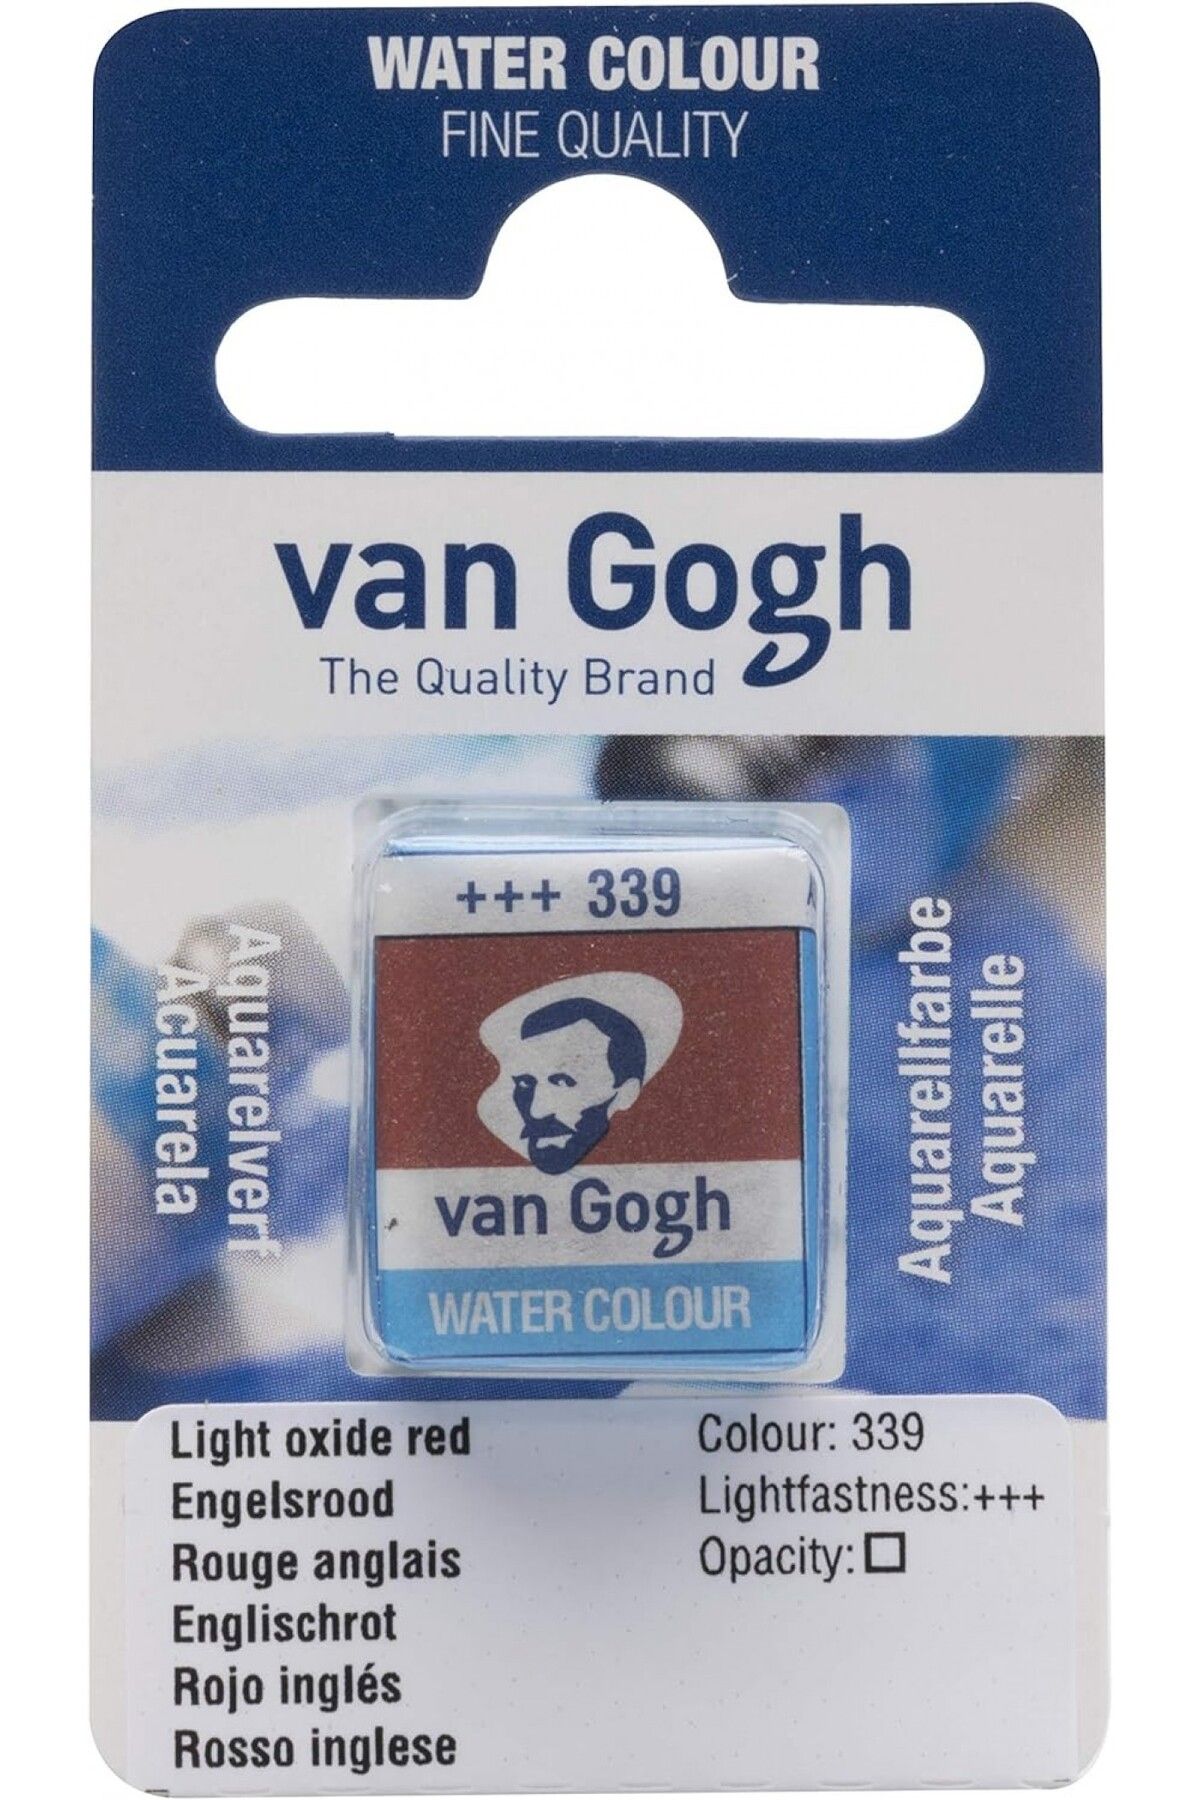 WATER COLOUR
FINE QUALITY
van Gogh
The Quality Brand
+++ 339
van Gogh
WATER COLOUR
Aquarelverf
Acuarela
Aquarellfarbe
Aquarelle
Light oxide red
Engelsrood
Rouge anglais
Englischrot
Rojo inglés
Rosso inglese
Colour: 339
Lightfastness:+++
Opacity: □